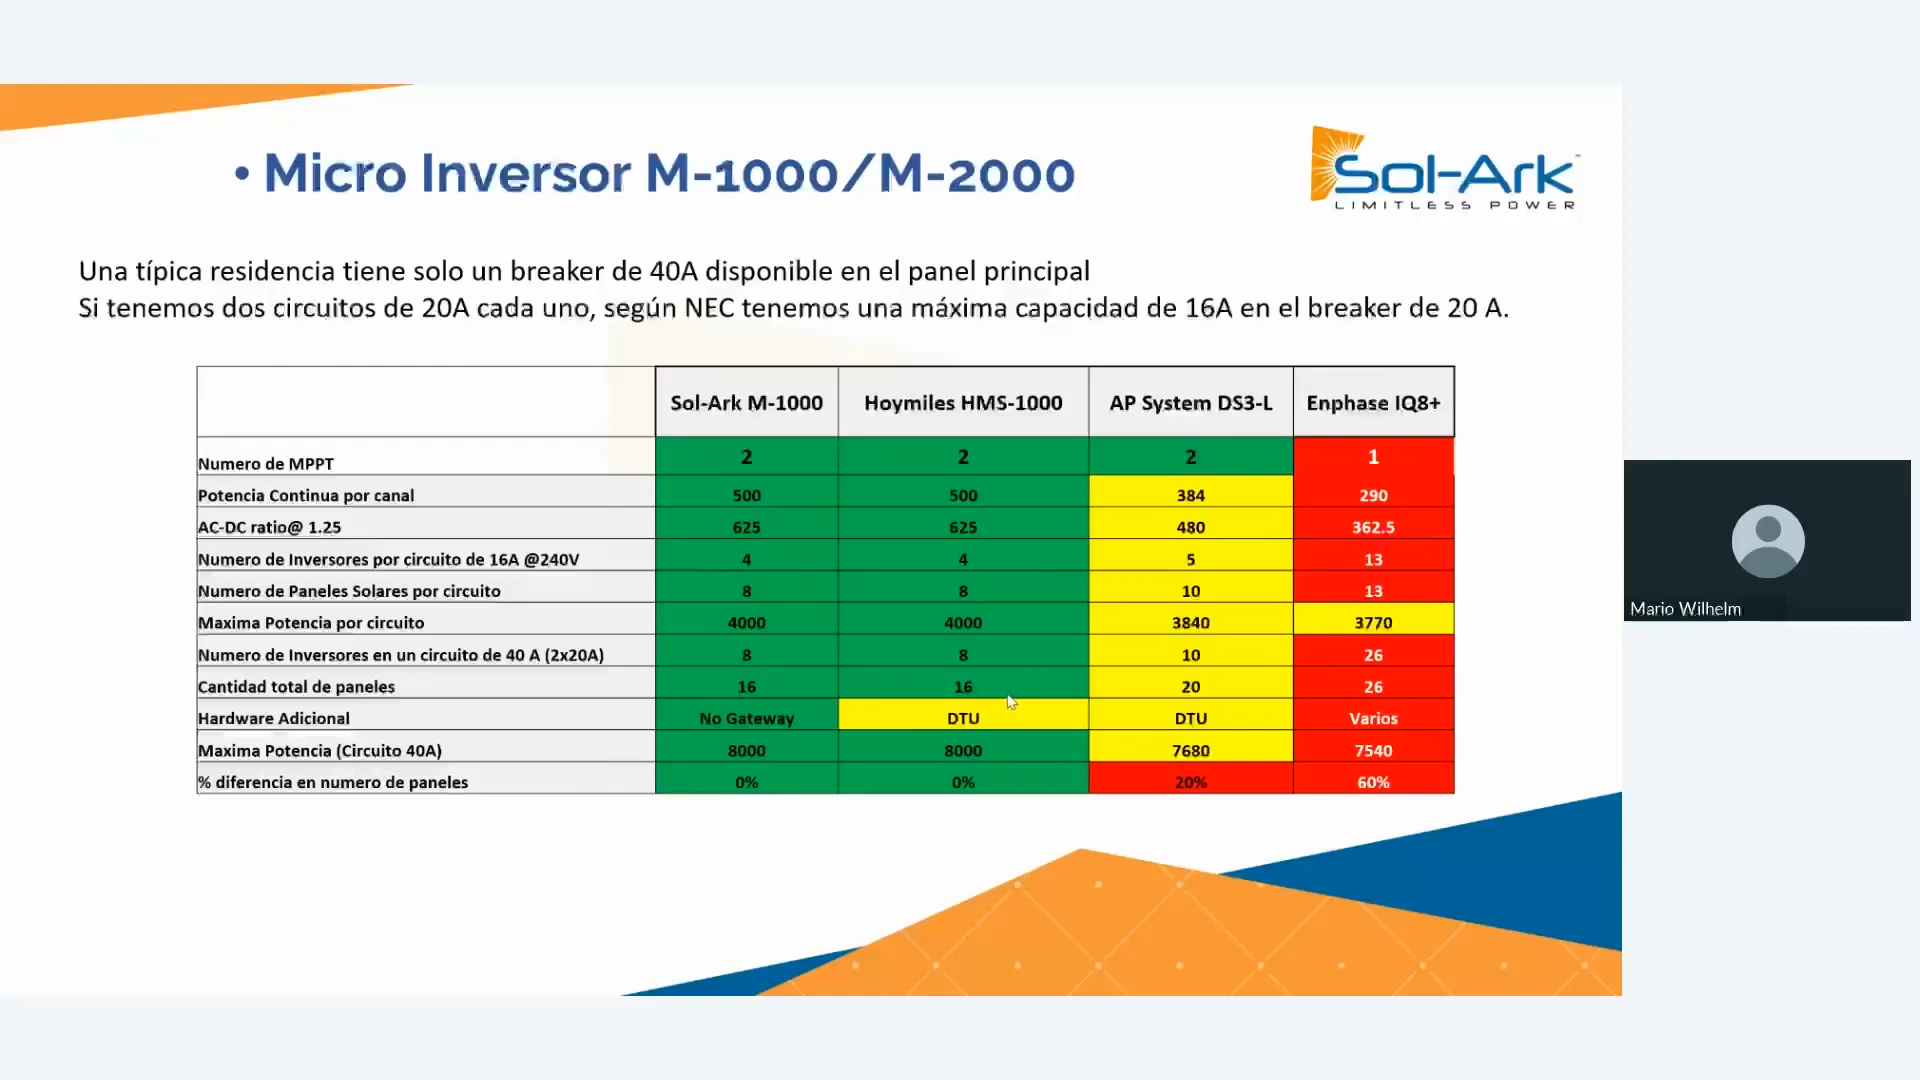 • Micro Inversor M-1000/M-2000
Sol-Ark
LIMITLESS POWER
Una típica residencia tiene solo un breaker de 40A disponible en el panel principal
Si tenemos dos circuitos de 20A cada uno, según NEC tenemos una máxima capacidad de 16A en el breaker de 20 A.
Sol-Ark M-1000 Hoymiles HMS-1000 AP System DS3-L Enphase IQ8+
Numero de MPPT 2 2 2 1
Potencia Continua por canal 500 500 384 290
AC-DC ratio@ 1.25 625 625 480 362.5
Numero de Inversores por circuito de 16A @240V 4 4 5 13
Numero de Paneles Solares por circuito 8 8 10 13
Maxima Potencia por circuito 4000 4000 3840 3770
Numero de Inversores en un circuito de 40 A (2x20A) 8 8 10 26
Cantidad total de paneles 16 16 20 26
Hardware Adicional No Gateway DTU DTU Varios
Maxima Potencia (Circuito 40A) 8000 8000 7680 7540
% diferencia en numero de paneles 0% 0% 20% 60%
Mario Wilhelm